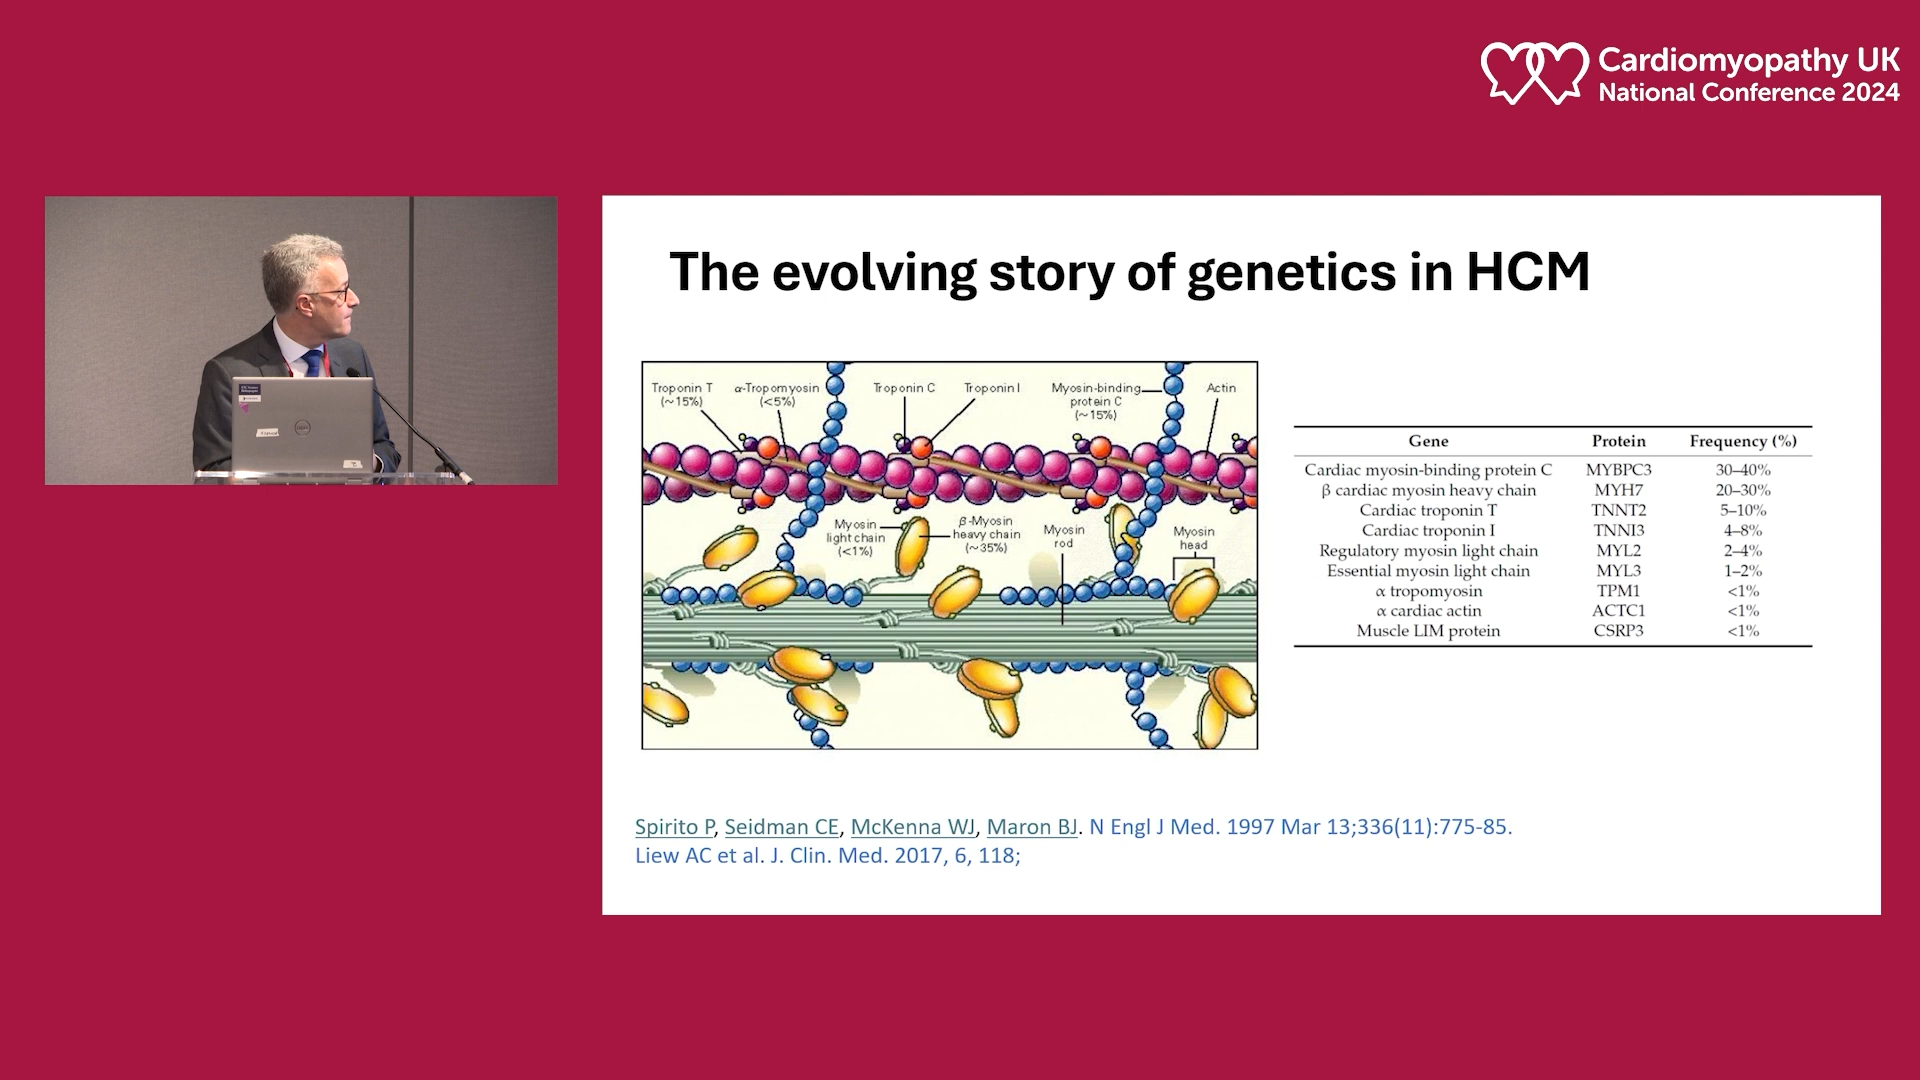 Cardiomyopathy UK
National Conference 2024
The evolving story of genetics in HCM
Troponin T
(~15%)
α-Tropomyosin
(<5%)
Troponin C
Troponin I
Myosin-binding
protein C
(~15%)
Actin
Myosin
light chain
(<1%)
β-Myosin
heavy chain
(~35%)
Myosin
rod
Myosin
head
Gene Protein Frequency (%)
Cardiac myosin-binding protein C MYBPC3 30–40%
β cardiac myosin heavy chain MYH7 20–30%
Cardiac troponin T TNNT2 5–10%
Cardiac troponin I TNNI3 4–8%
Regulatory myosin light chain MYL2 2–4%
Essential myosin light chain MYL3 1–2%
α tropomyosin TPM1 <1%
α cardiac actin ACTC1 <1%
Muscle LIM protein CSRP3 <1%
Spirito P, Seidman CE, McKenna WJ, Maron BJ. N Engl J Med. 1997 Mar 13;336(11):775-85.
Liew AC et al. J. Clin. Med. 2017, 6, 118;